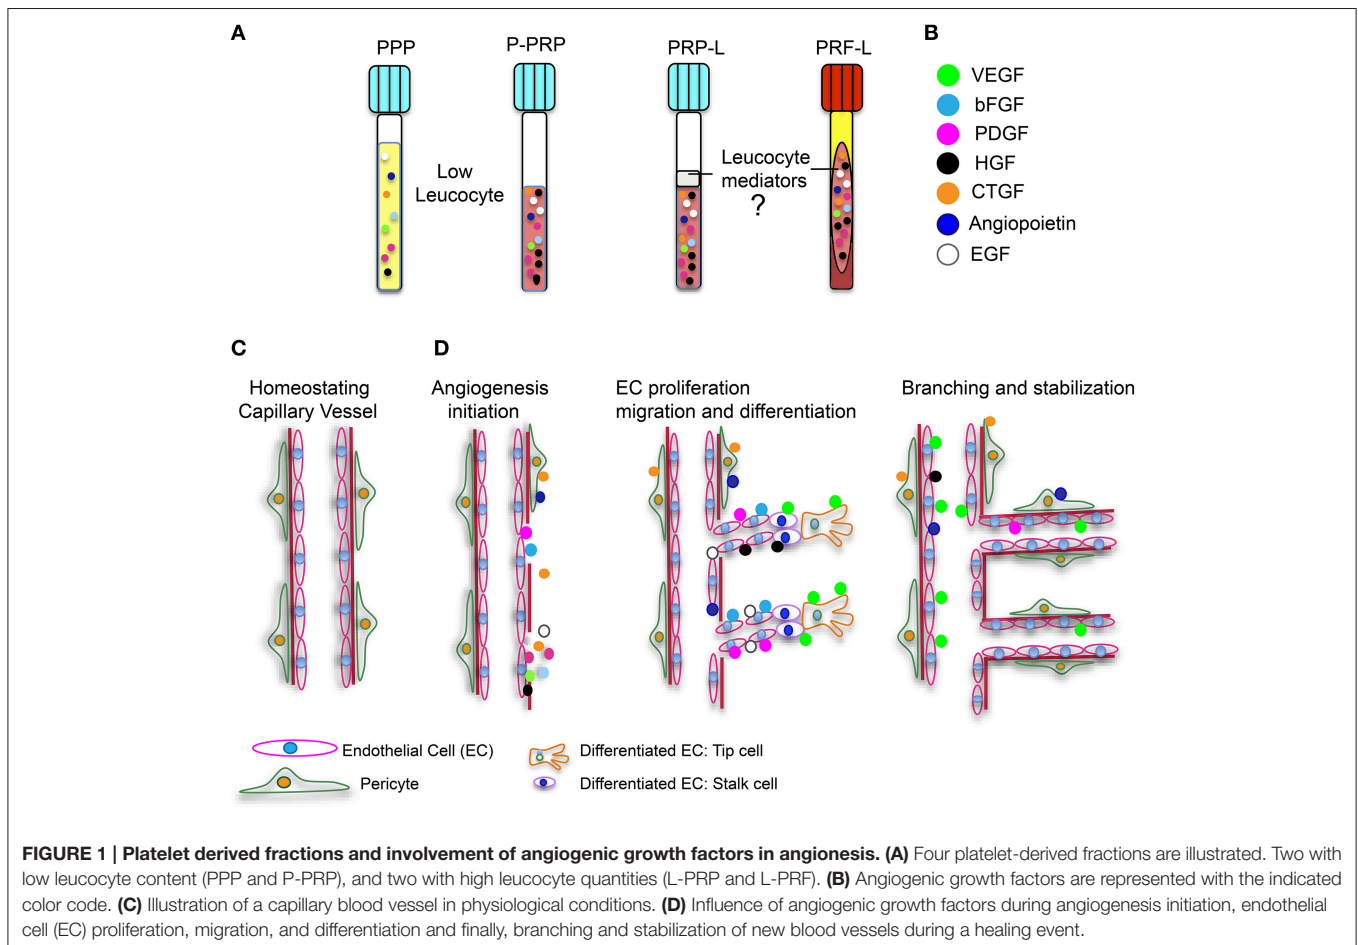 A
B
PPP
P-PRP
PRP-L
PRF-L
Low
Leucocyte
Leucocyte
mediators
?
VEGF
bFGF
PDGF
HGF
CTGF
Angiopoietin
EGF
C
D
Homeostating
Capillary Vessel
Angiogenesis
initiation
EC proliferation
migration and differentiation
Branching and stabilization
Endothelial Cell (EC)
Pericyte
Differentiated EC: Tip cell
Differentiated EC: Stalk cell
FIGURE 1 | Platelet derived fractions and involvement of angiogenic growth factors in angionesis. (A) Four platelet-derived fractions are illustrated. Two with
low leucocyte content (PPP and P-PRP), and two with high leucocyte quantities (L-PRP and L-PRF). (B) Angiogenic growth factors are represented with the indicated
color code. (C) Illustration of a capillary blood vessel in physiological conditions. (D) Influence of angiogenic growth factors during angiogenesis initiation, endothelial
cell (EC) proliferation, migration, and differentiation and finally, branching and stabilization of new blood vessels during a healing event.